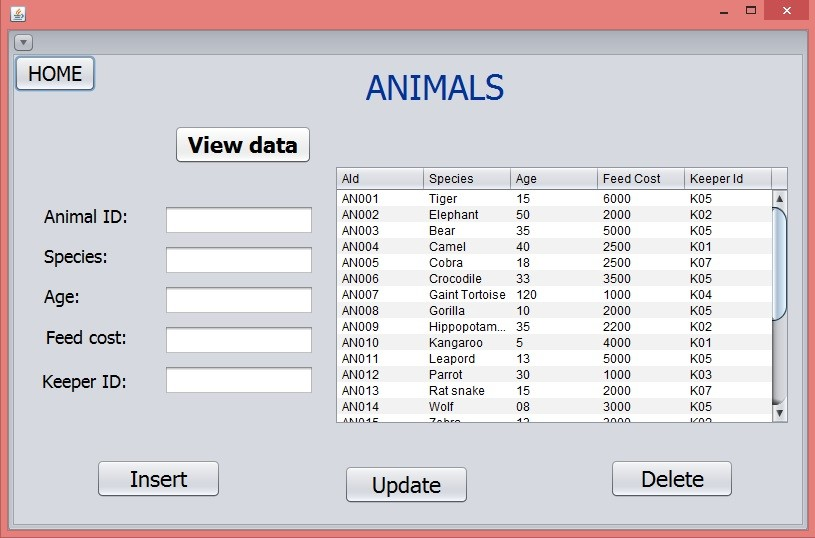 HOME
ANIMALS
View data
Animal ID:
Species:
Age:
Feed cost:
Keeper ID:
AId Species Age Feed Cost Keeper Id
AN001 Tiger 15 6000 K05
AN002 Elephant 50 2000 K02
AN003 Bear 35 5000 K05
AN004 Camel 40 2500 K01
AN005 Cobra 18 2500 K07
AN006 Crocodile 33 3500 K05
AN007 Gaint Tortoise 120 1000 K04
AN008 Gorilla 10 2000 K05
AN009 Hippopotam... 35 2200 K02
AN010 Kangaroo 5 4000 K01
AN011 Leapord 13 5000 K05
AN012 Parrot 30 1000 K03
AN013 Rat snake 15 2000 K07
AN014 Wolf 08 3000 K05
AN015 Zebra
Insert
Update
Delete